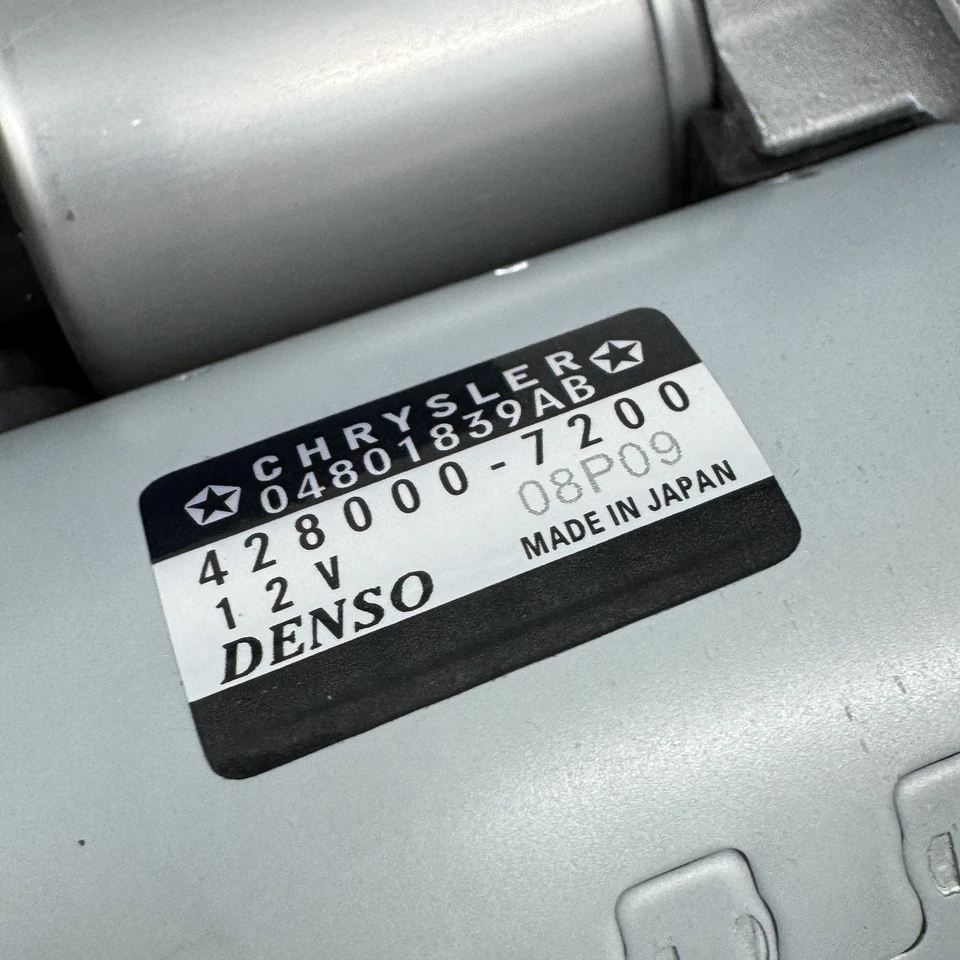 CHRYSLER
04801839AB
428000-7200
12V 08P09
DENSO MADE IN JAPAN